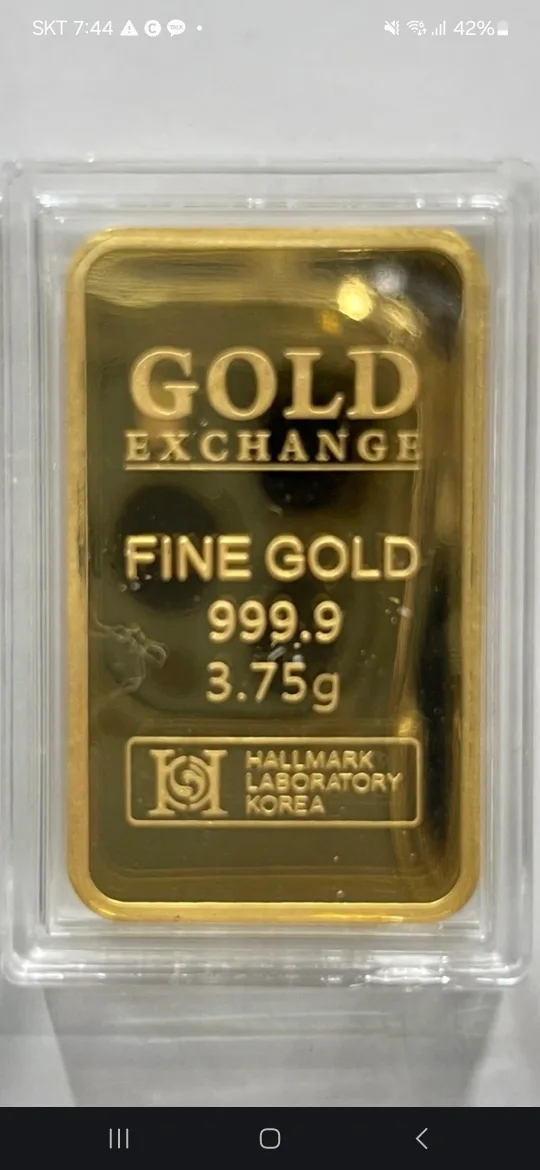 SKT 7:44
42%
GOLD
EXCHANGE
FINE GOLD
999.9
3.75g
HALLMARK
LABORATORY
KOREA